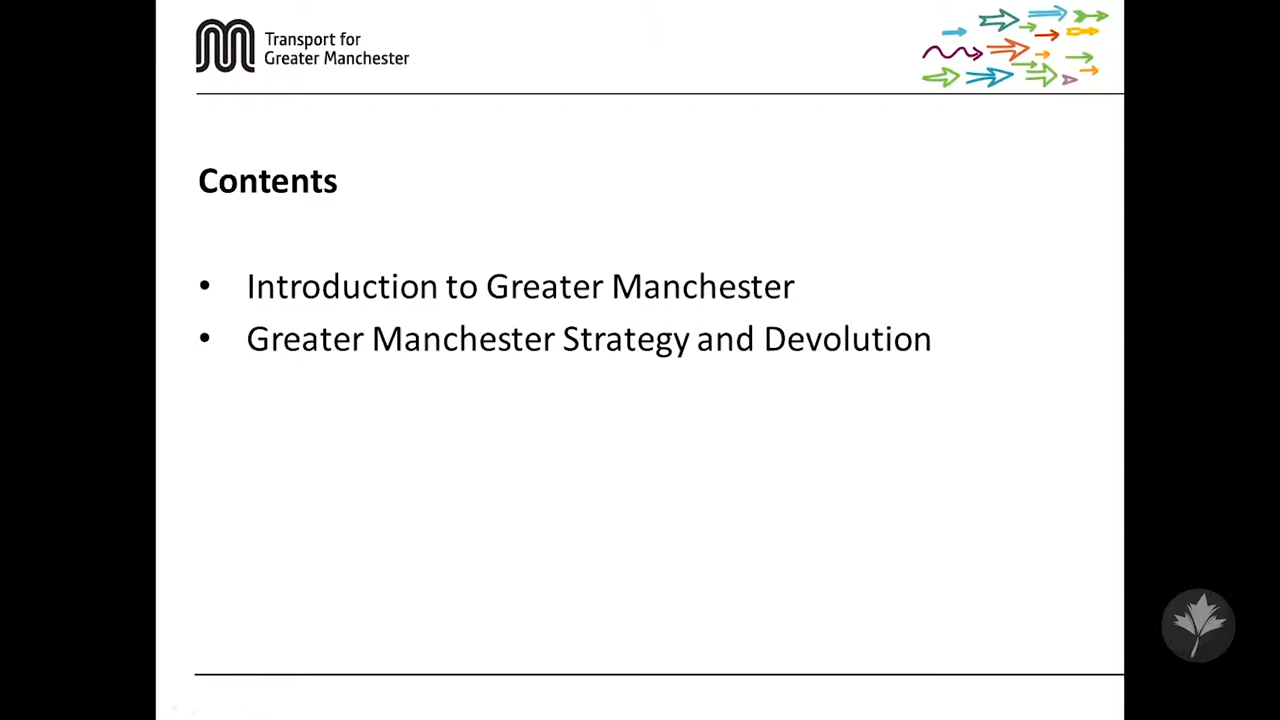 Transport for
Greater Manchester
Contents
• Introduction to Greater Manchester
• Greater Manchester Strategy and Devolution